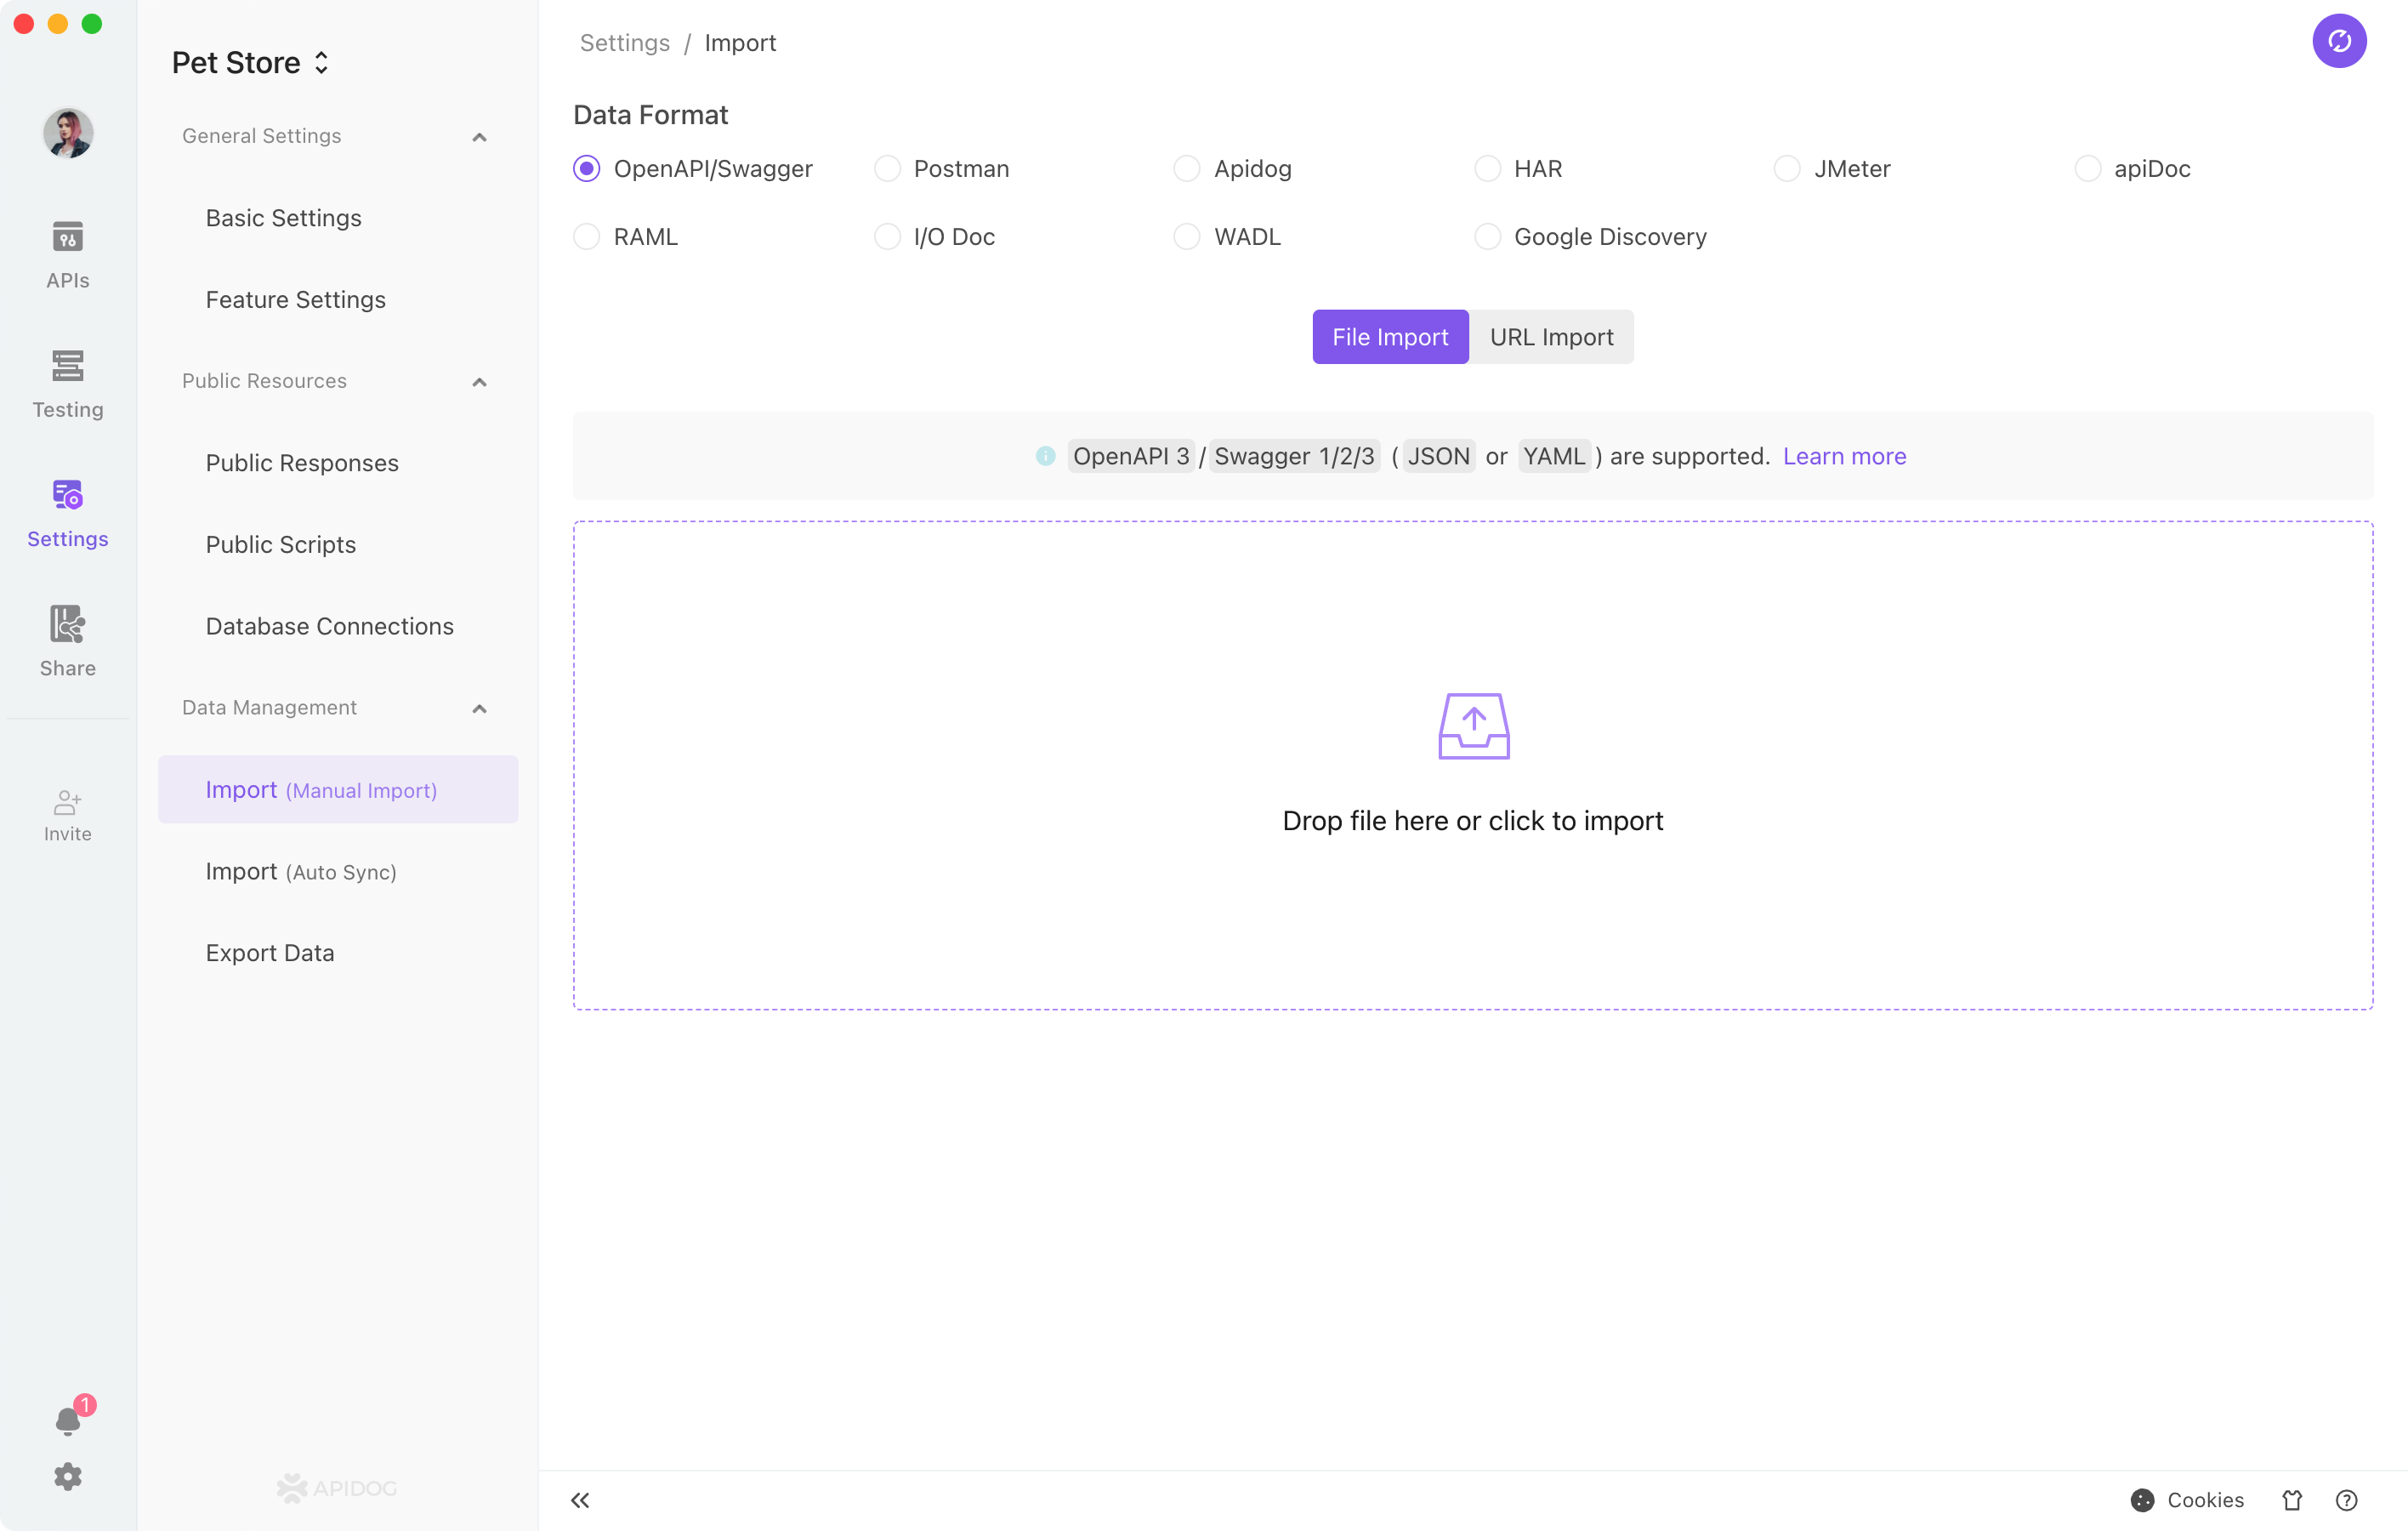 APIs
Testing
Settings
Share
Invite
1
Pet Store
General Settings
Basic Settings
Feature Settings
Public Resources
Public Responses
Public Scripts
Database Connections
Data Management
Import (Manual Import)
Import (Auto Sync)
Export Data
APIDOG
Settings / Import
Data Format
OpenAPI/Swagger Postman Apidog HAR JMeter apiDoc
RAML I/O Doc WADL Google Discovery
File Import URL Import
OpenAPI 3 / Swagger 1/2/3 ( JSON or YAML ) are supported. Learn more
Drop file here or click to import
Cookies